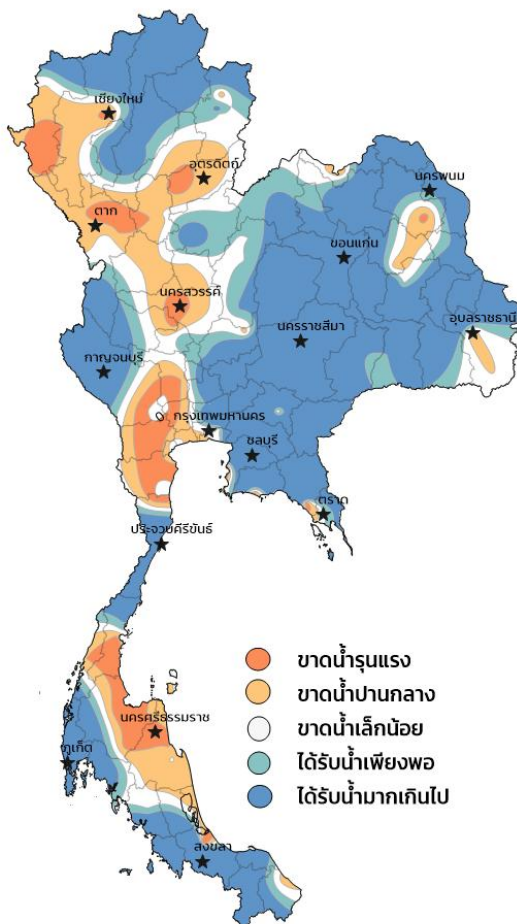 เชียงใหม่
อุตรดิตถ์
นครพนม
ตาก
ขอนแก่น
นครสวรรค์
อุบลราชธานี
นครราชสีมา
กาญจนบุรี
กรุงเทพมหานคร
ชลบุรี
ตราด
ประจวบคีรีขันธ์
ขาดน้ำรุนแรง
ขาดน้ำปานกลาง
นครศรีธรรมราช
ขาดน้ำเล็กน้อย
ภูเก็ต
ได้รับน้ำเพียงพอ
ได้รับน้ำมากเกินไป
สงขลา